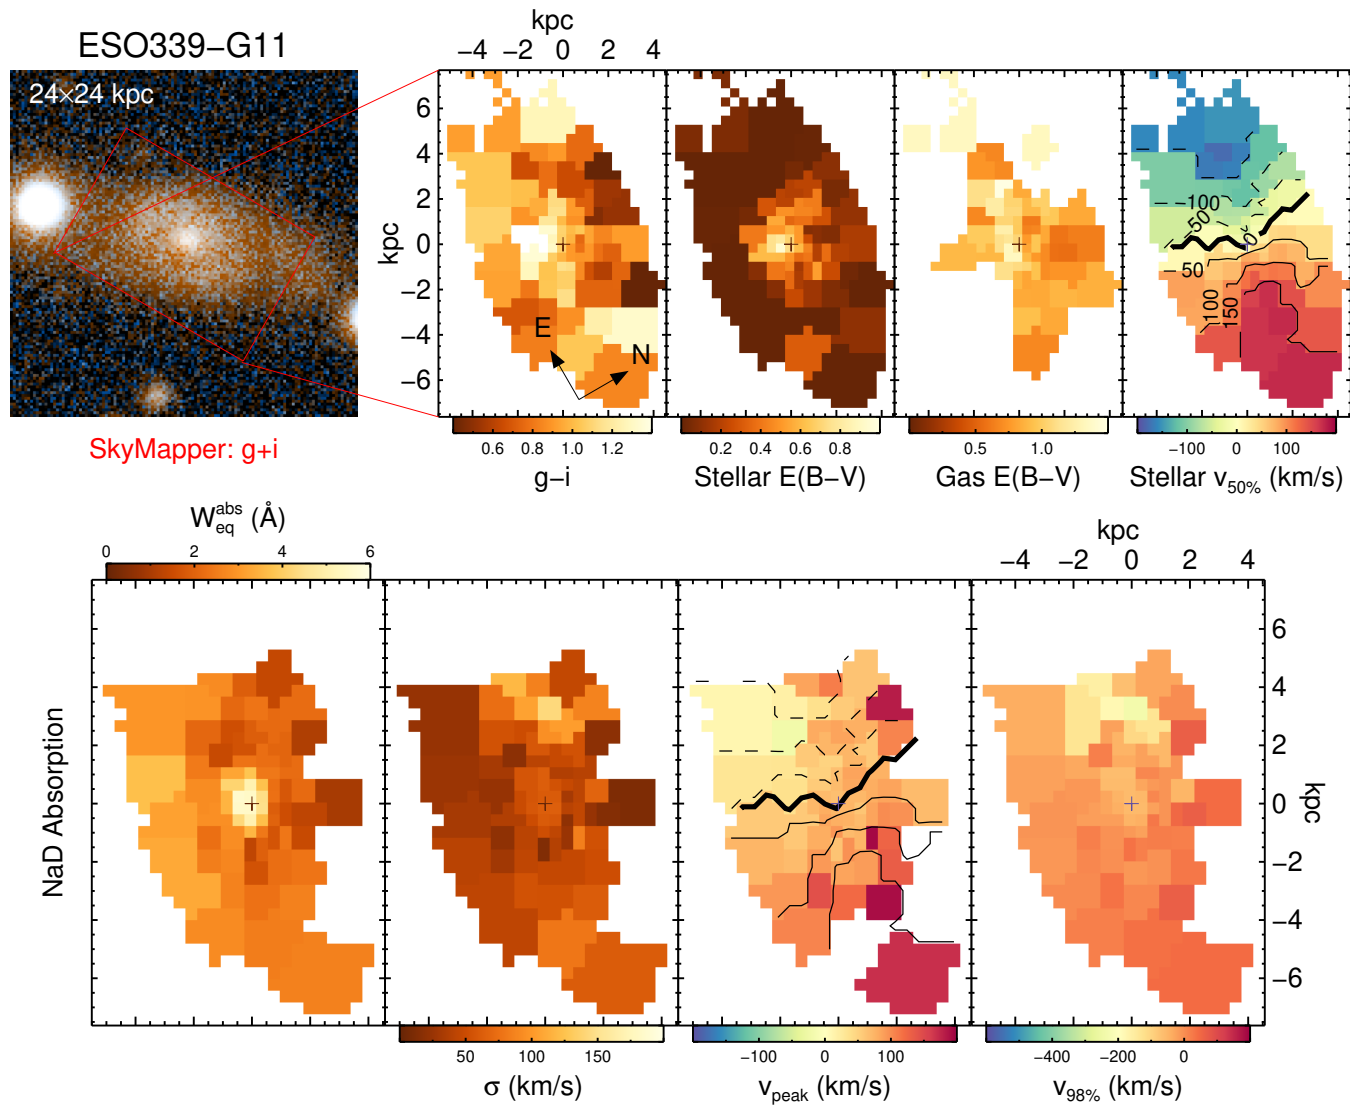 kpc
−4 −2 0 2 4
ESO339−G11
24×24 kpc
kpc
6
4
2
0
−2
−4
−6
E
N
−100
−50
0
50
100
150
0.6 0.8 1.0 1.2
0.2 0.4 0.6 0.8
0.5 1.0
−100 0 100
SkyMapper: g+i
g−i
Stellar E(B−V)
Gas E(B−V)
Stellar v50% (km/s)
Weqabs (Å)
0 2 4 6
kpc
−4 −2 0 2 4
NaD Absorption
6
4
2
0
−2
−4
−6
kpc
50 100 150
−100 0 100
−400 −200 0
σ (km/s)
vpeak (km/s)
v98% (km/s)